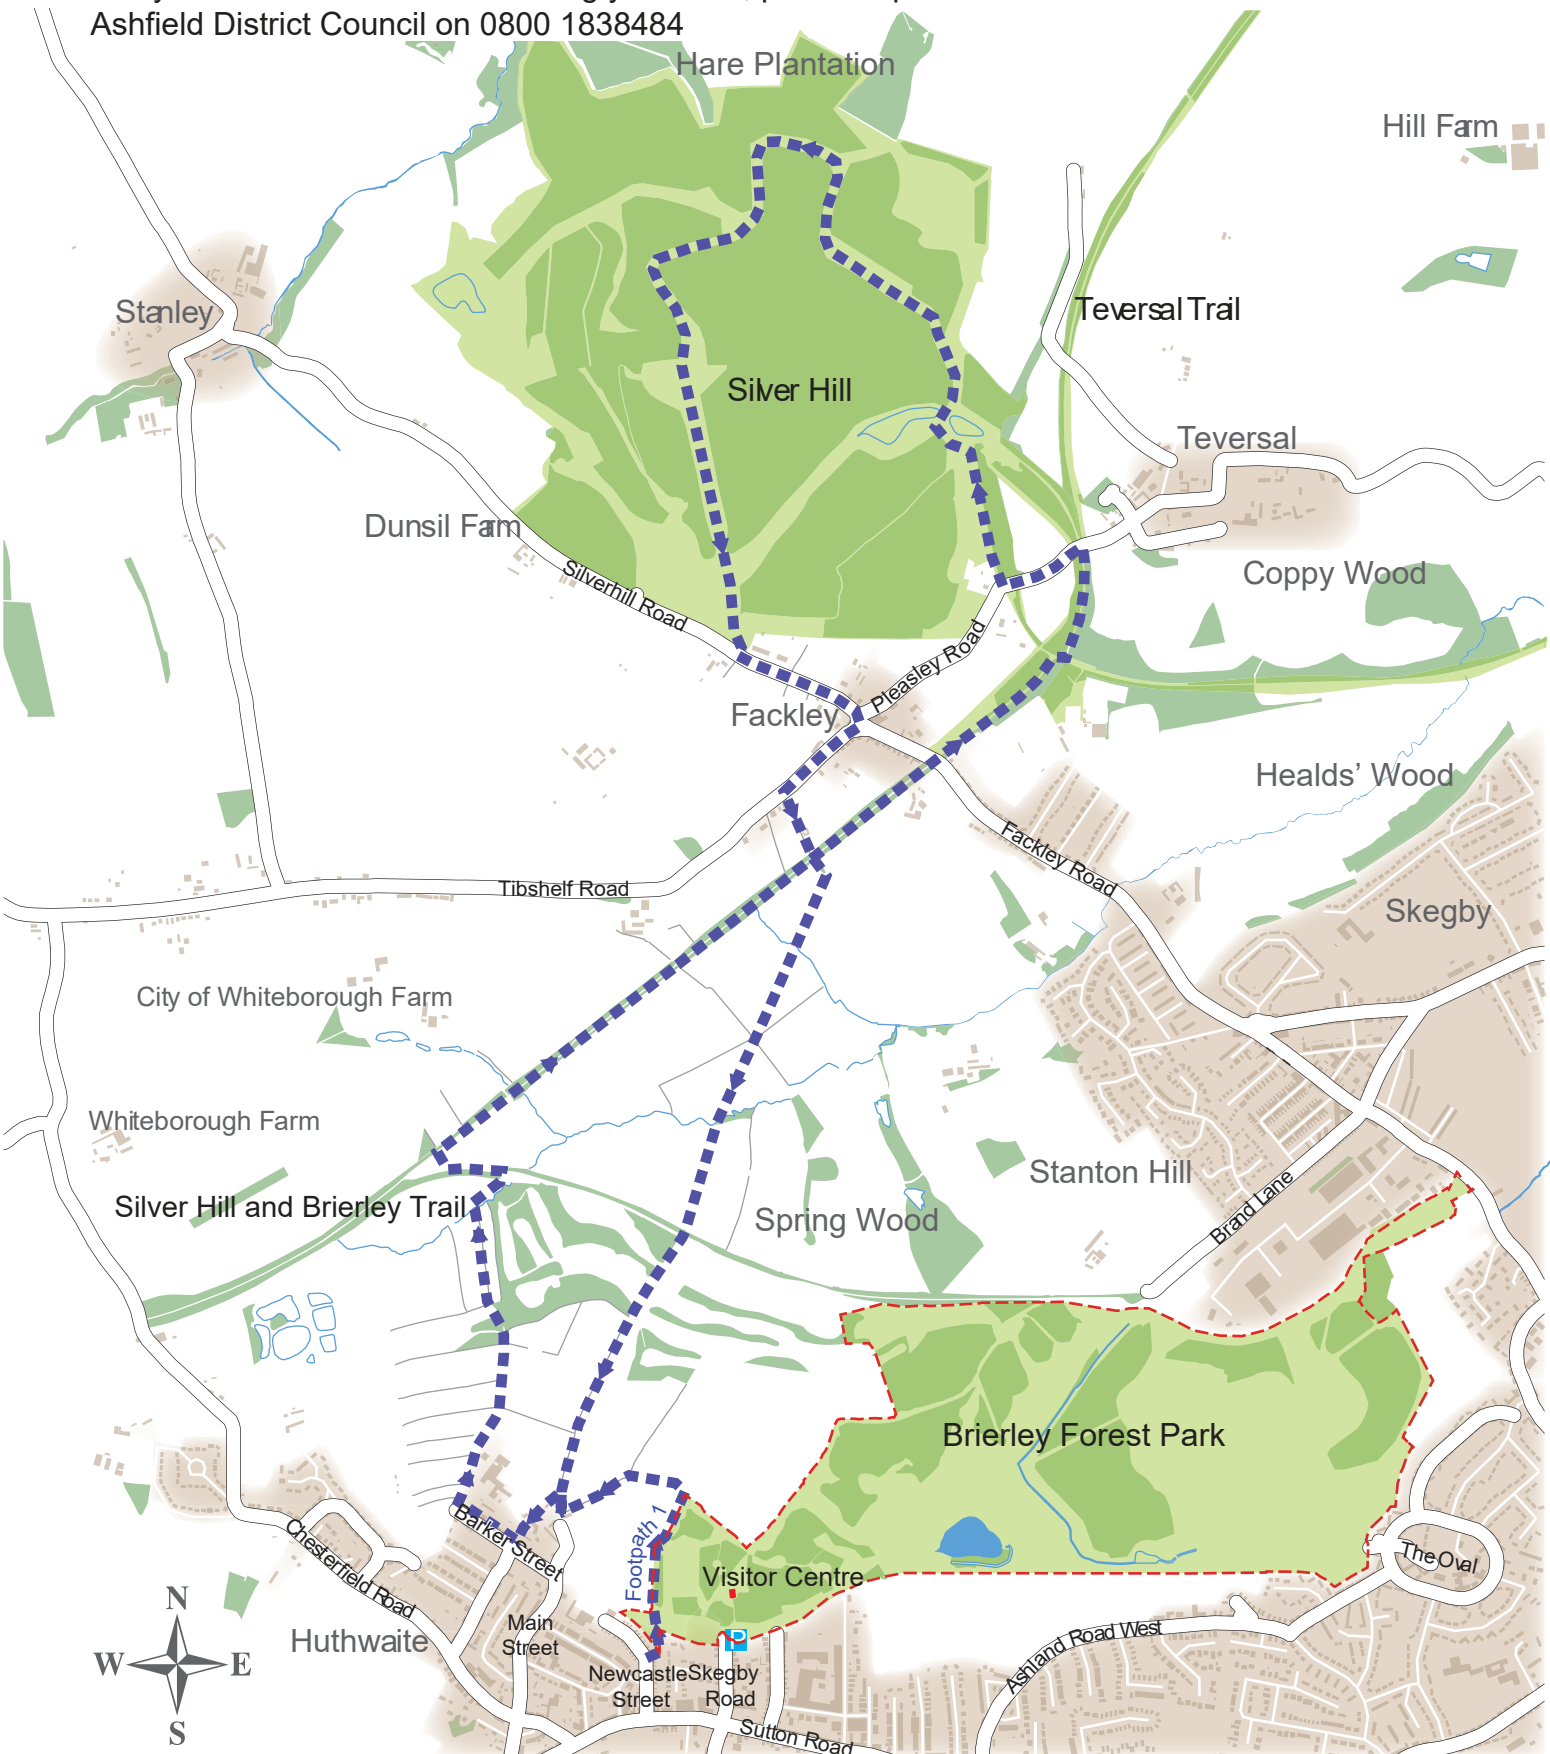 Ashfield District Council on 0800 1838484
Hare Plantation
Hill Farm
Stanley
Teversal Trail
Silver Hill
Teversal
Dunsil Farm
Silverhill Road
Coppy Wood
Pleasley Road
Fackley
Healds' Wood
Fackley Road
Tibshelf Road
Skegby
City of Whiteborough Farm
Whiteborough Farm
Stanton Hill
Silver Hill and Brierley Trail
Brand Lane
Spring Wood
Brierley Forest Park
Barker Street
Footpath 1
Chesterfield Road
Visitor Centre
The Oval
N
W E
S
Huthwaite
Main
Street
P
Ashland Road West
Newcastle
Street
Skegby
Road
Sutton Road